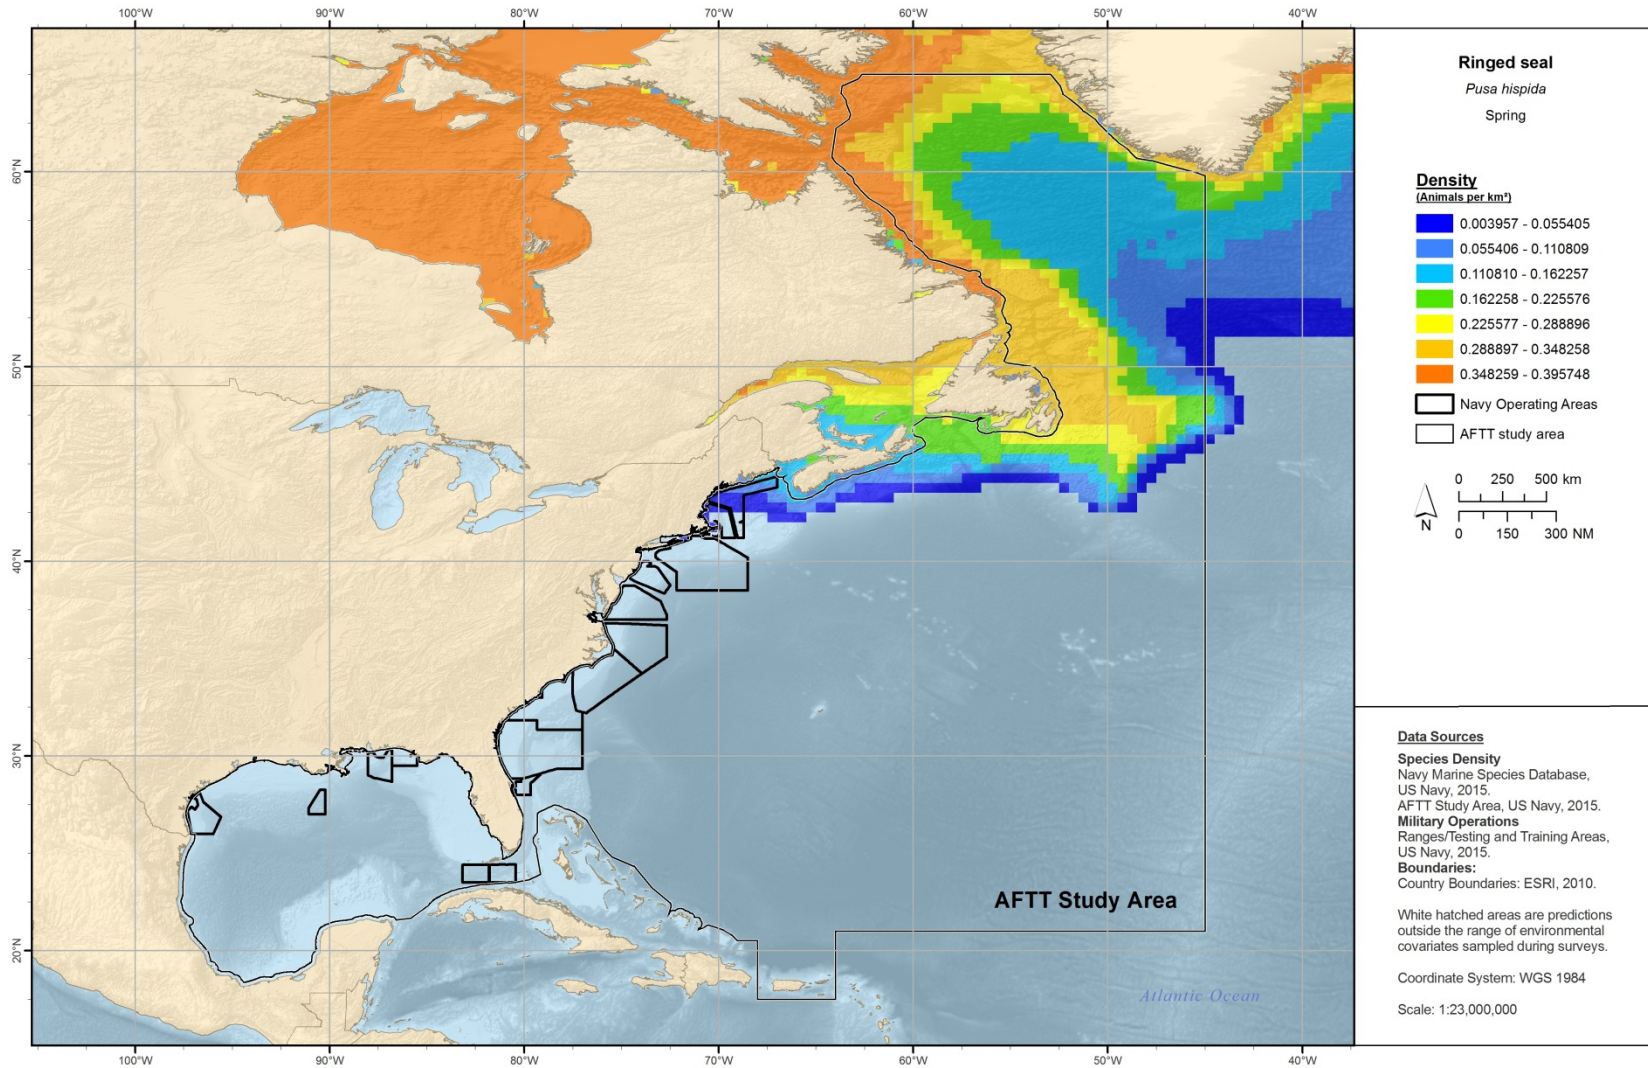 100°W 90°W 80°W 70°W 60°W 50°W 40°W
60°N
50°N
40°N
30°N
20°N
AFTT Study Area
Atlantic Ocean
100°W 90°W 80°W 70°W 60°W 50°W 40°W
Ringed seal
Pusa hispida
Spring
Density
(Animals per km²)
0.003957 - 0.055405
0.055406 - 0.110809
0.110810 - 0.162257
0.162258 - 0.225576
0.225577 - 0.288896
0.288897 - 0.348258
0.348259 - 0.395748
Navy Operating Areas
AFTT study area
N
0 250 500 km
0 150 300 NM
Data Sources
Species Density
Navy Marine Species Database,
US Navy, 2015.
AFTT Study Area, US Navy, 2015.
Military Operations
Ranges/Testing and Training Areas,
US Navy, 2015.
Boundaries:
Country Boundaries: ESRI, 2010.
White hatched areas are predictions
outside the range of environmental
covariates sampled during surveys.
Coordinate System: WGS 1984
Scale: 1:23,000,000